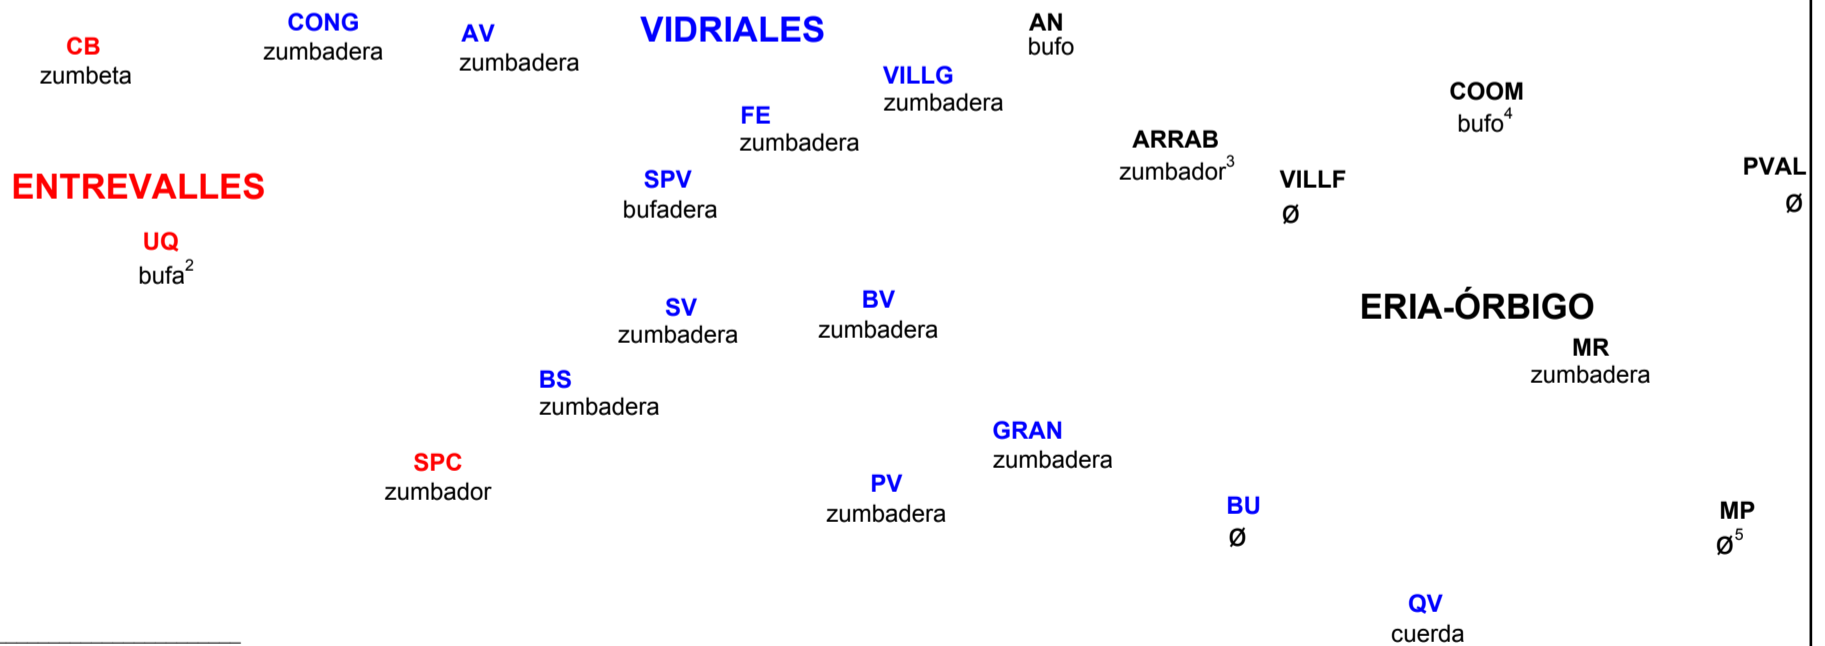 CONG
zumbadera
AV
zumbadera
VIDRIALES
AN
bufo
CB
zumbeta
VILLG
zumbadera
COOM
bufo⁴
FE
zumbadera
ARRAB
zumbador³
PVAL
Ø
ENTREVALLES
SPV
bufadera
VILLF
Ø
UQ
bufa²
SV
zumbadera
BV
zumbadera
ERIA-ÓRBIGO
MR
zumbadera
BS
zumbadera
GRAN
zumbadera
SPC
zumbador
PV
zumbadera
BU
Ø
MP
Ø⁵
QV
cuerda